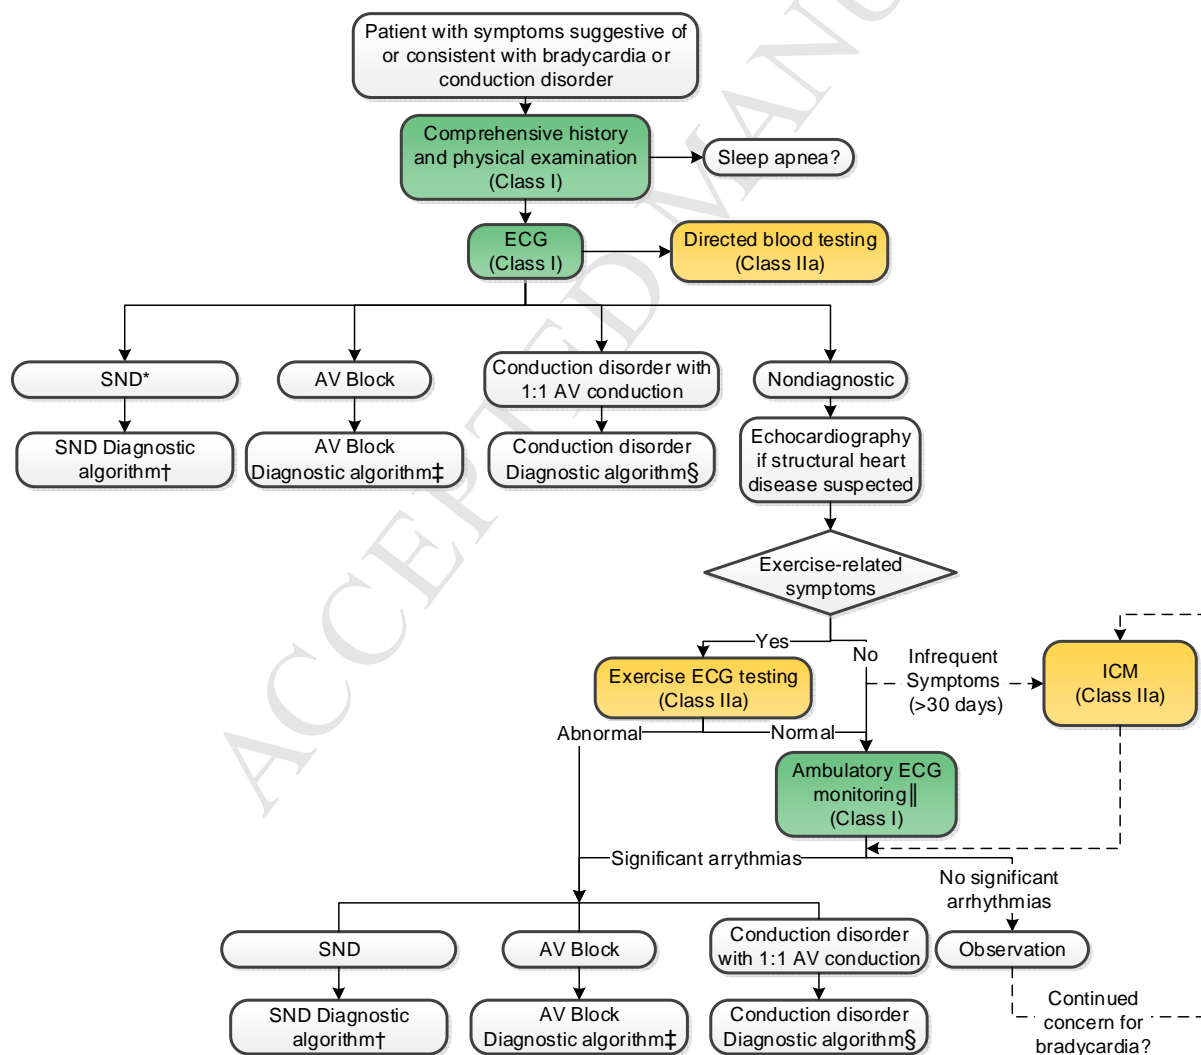 Patient with symptoms suggestive of
or consistent with bradycardia or
conduction disorder
Comprehensive history
and physical examination
(Class I)
Sleep apnea?
ECG
(Class I)
Directed blood testing
(Class IIa)
SND*
AV Block
Conduction disorder with
1:1 AV conduction
Nondiagnostic
SND Diagnostic
algorithm†
AV Block
Diagnostic algorithm‡
Conduction disorder
Diagnostic algorithm§
Echocardiography
if structural heart
disease suspected
Exercise-related
symptoms
Yes
No
Exercise ECG testing
(Class IIa)
Infrequent
Symptoms
(>30 days)
ICM
(Class IIa)
Abnormal
Normal
Ambulatory ECG
monitoring‖
(Class I)
Significant arrythmias
No significant
arrhythmias
SND
AV Block
Conduction disorder
with 1:1 AV conduction
Observation
SND Diagnostic
algorithm†
AV Block
Diagnostic algorithm‡
Conduction disorder
Diagnostic algorithm§
Continued
concern for
bradycardia?
ACCEPTED MANU